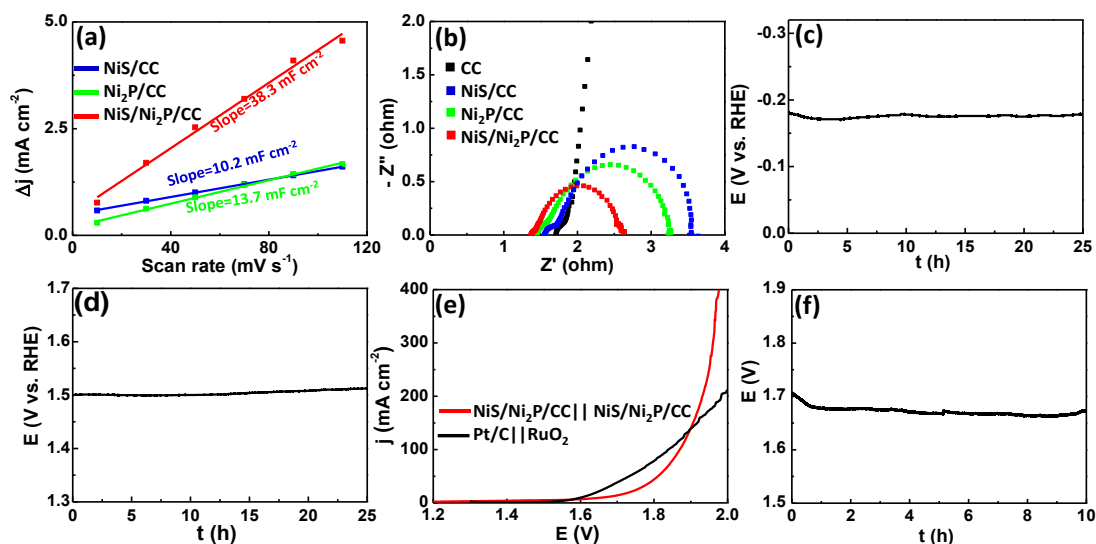 (a)
5.0
2.5
0.0
Δj (mA cm⁻²)
NiS/CC
Ni₂P/CC
NiS/Ni₂P/CC
Slope=38.3 mF cm⁻²
Slope=10.2 mF cm⁻²
Slope=13.7 mF cm⁻²
0 40 80 120
Scan rate (mV s⁻¹)
(b)
2.0
1.5
1.0
0.5
0.0
- Z'' (ohm)
CC
NiS/CC
Ni₂P/CC
NiS/Ni₂P/CC
0 1 2 3 4
Z' (ohm)
(c)
-0.3
-0.2
-0.1
-0.0
E (V vs. RHE)
0 5 10 15 20 25
t (h)
(d)
1.7
1.6
1.5
1.4
1.3
E (V vs. RHE)
0 5 10 15 20 25
t (h)
(e)
400
300
200
100
0
j (mA cm⁻²)
NiS/Ni₂P/CC|| NiS/Ni₂P/CC
Pt/C||RuO₂
1.2 1.4 1.6 1.8 2.0
E (V)
(f)
1.9
1.8
1.7
1.6
1.5
E (V)
0 2 4 6 8 10
t (h)